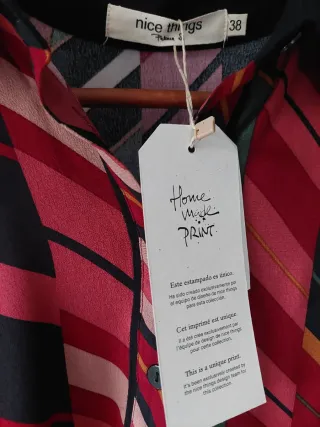 nice things
38
Home
Made
PRINT.
Este estampado es único.
Ha sido creado exclusivamente por
el equipo de diseño de nice things
para esta colección.
Cet imprimé est unique.
Il a été crée exclusivement par
l'équipe de design de nice things
pour cette collection.
This is a unique print.
It's been exclusively created by
the nice things design team for
this collection.